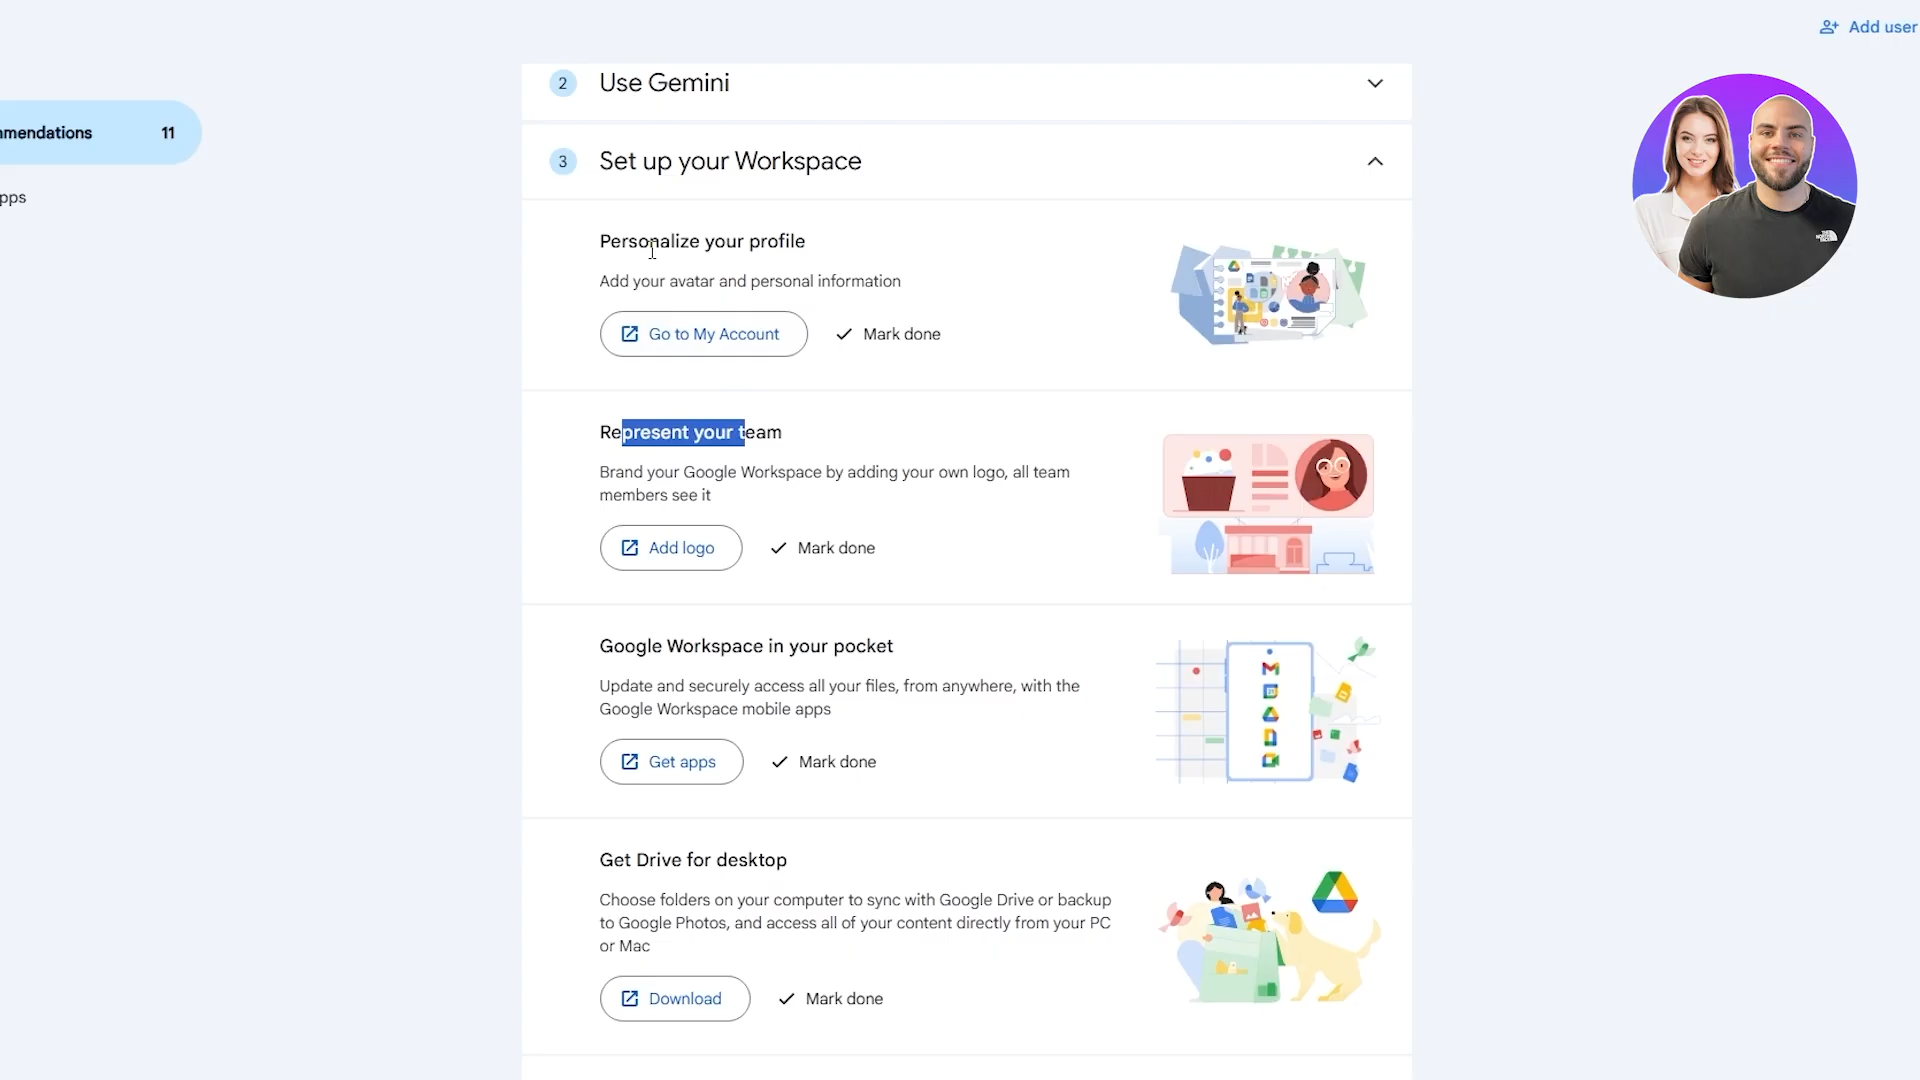 Add user
mmendations 11
pps
2 Use Gemini
3 Set up your Workspace
Personalize your profile
Add your avatar and personal information
Go to My Account Mark done
Represent your team
Brand your Google Workspace by adding your own logo, all team
members see it
Add logo Mark done
Google Workspace in your pocket
Update and securely access all your files, from anywhere, with the
Google Workspace mobile apps
Get apps Mark done
Get Drive for desktop
Choose folders on your computer to sync with Google Drive or backup
to Google Photos, and access all of your content directly from your PC
or Mac
Download Mark done